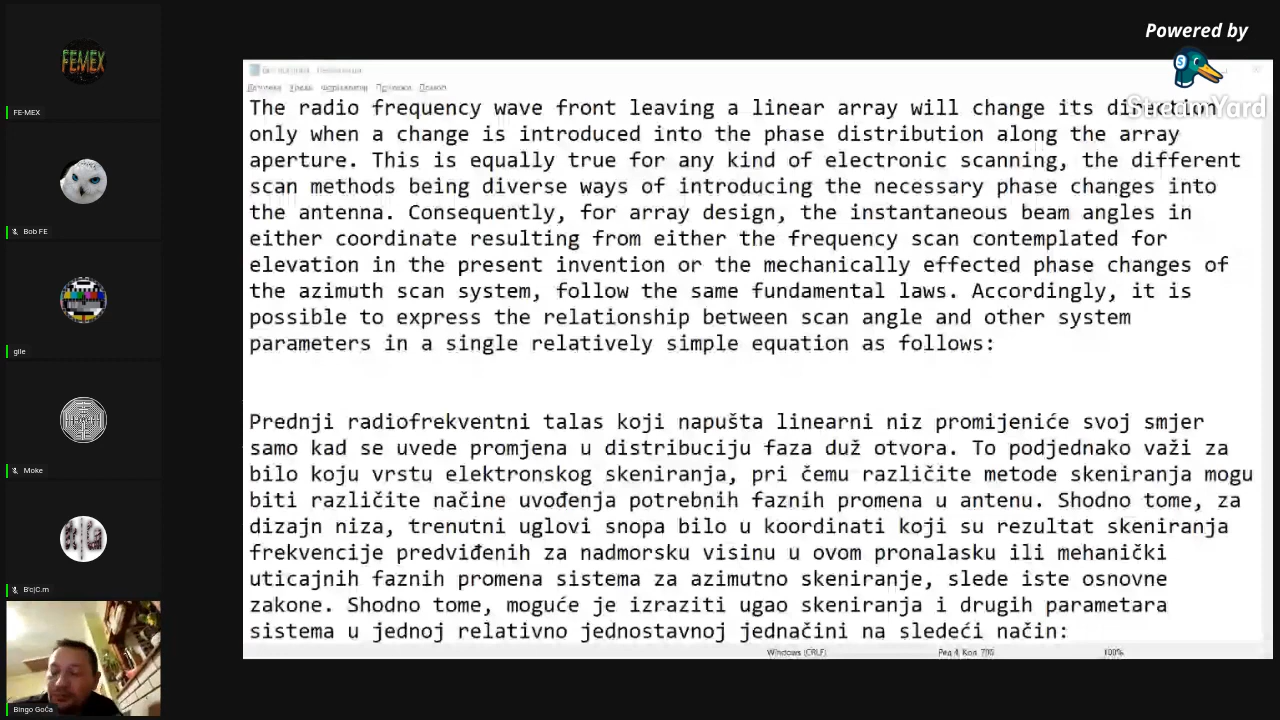 Powered by
StreamYard
FEMEX
FE-MEX
Bob FE
gile
Moke
B'c|C.m
Bingo Goča
The radio frequency wave front leaving a linear array will change its direction
only when a change is introduced into the phase distribution along the array
aperture. This is equally true for any kind of electronic scanning, the different
scan methods being diverse ways of introducing the necessary phase changes into
the antenna. Consequently, for array design, the instantaneous beam angles in
either coordinate resulting from either the frequency scan contemplated for
elevation in the present invention or the mechanically effected phase changes of
the azimuth scan system, follow the same fundamental laws. Accordingly, it is
possible to express the relationship between scan angle and other system
parameters in a single relatively simple equation as follows:
Prednji radiofrekventni talas koji napušta linearni niz promijeniće svoj smjer
samo kad se uvede promjena u distribuciju faza duž otvora. To podjednako važi za
bilo koju vrstu elektronskog skeniranja, pri čemu različite metode skeniranja mogu
biti različite načine uvođenja potrebnih faznih promena u antenu. Shodno tome, za
dizajn niza, trenutni uglovi snopa bilo u koordinati koji su rezultat skeniranja
frekvencije predviđenih za nadmorsku visinu u ovom pronalasku ili mehanički
uticajnih faznih promena sistema za azimutno skeniranje, slede iste osnovne
zakone. Shodno tome, moguće je izraziti ugao skeniranja i drugih parametara
sistema u jednoj relativno jednostavnoj jednačini na sledeći način:
Windows (CRLF)
100%